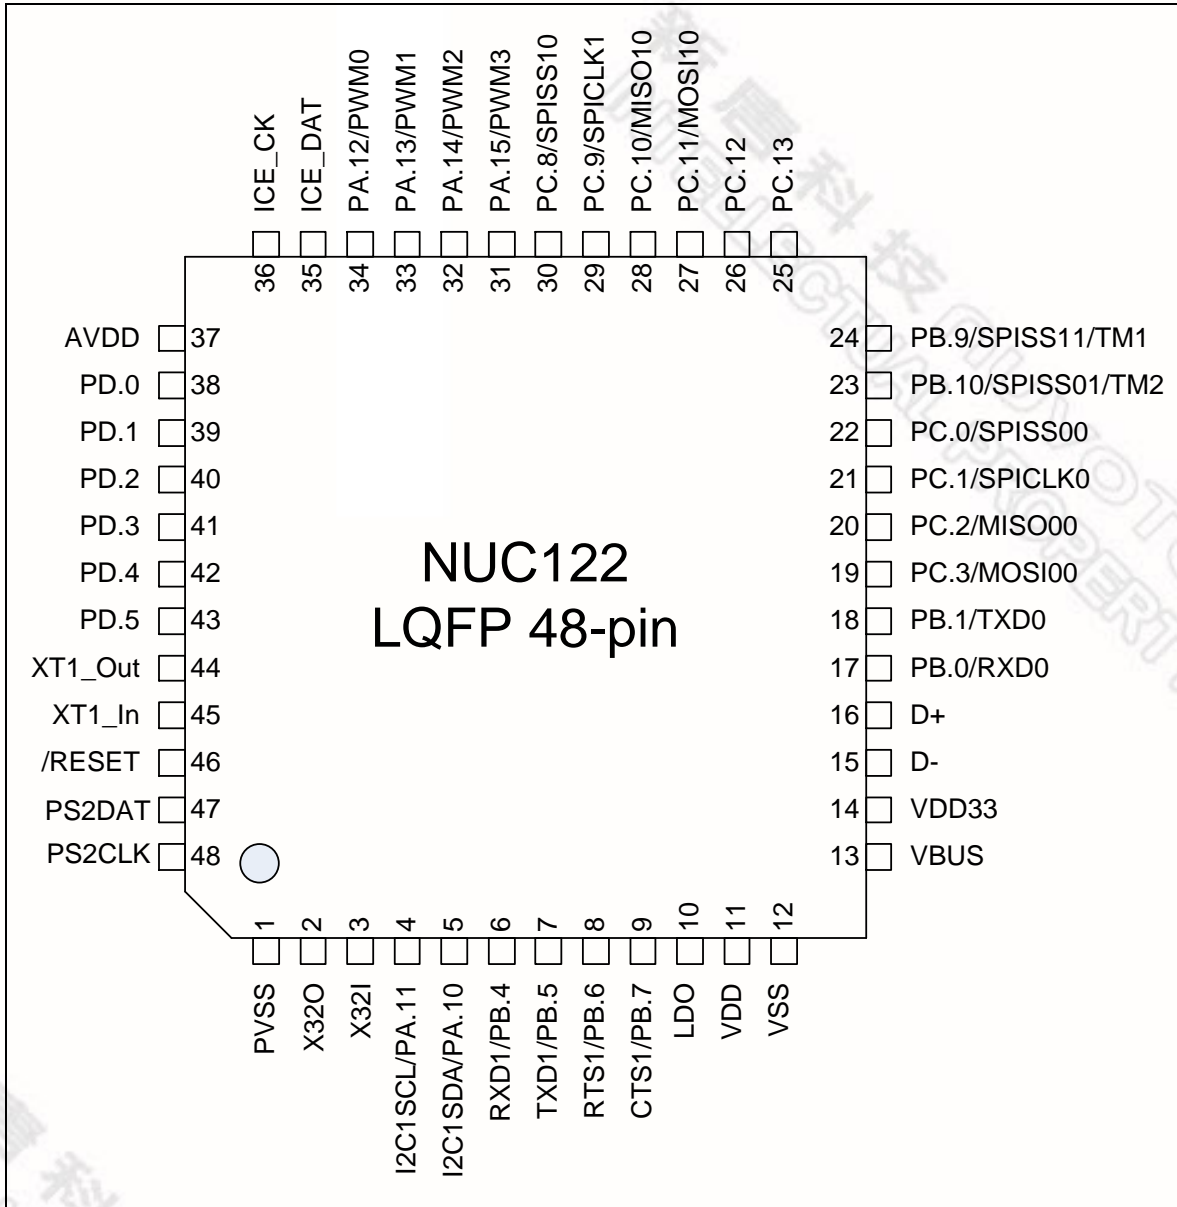 ICE_CK
ICE_DAT
PA.12/PWM0
PA.13/PWM1
PA.14/PWM2
PA.15/PWM3
PC.8/SPISS10
PC.9/SPICLK1
PC.10/MISO10
PC.11/MOSI10
PC.12
PC.13
36
35
34
33
32
31
30
29
28
27
26
25
AVDD 37
PD.0 38
PD.1 39
PD.2 40
PD.3 41
PD.4 42
PD.5 43
XT1_Out 44
XT1_In 45
/RESET 46
PS2DAT 47
PS2CLK 48
NUC122
LQFP 48-pin
24 PB.9/SPISS11/TM1
23 PB.10/SPISS01/TM2
22 PC.0/SPISS00
21 PC.1/SPICLK0
20 PC.2/MISO00
19 PC.3/MOSI00
18 PB.1/TXD0
17 PB.0/RXD0
16 D+
15 D-
14 VDD33
13 VBUS
1
2
3
4
5
6
7
8
9
10
11
12
PVSS
X32O
X32I
I2C1SCL/PA.11
I2C1SDA/PA.10
RXD1/PB.4
TXD1/PB.5
RTS1/PB.6
CTS1/PB.7
LDO
VDD
VSS
新唐科技
INTELLECTUAL PROPERTY